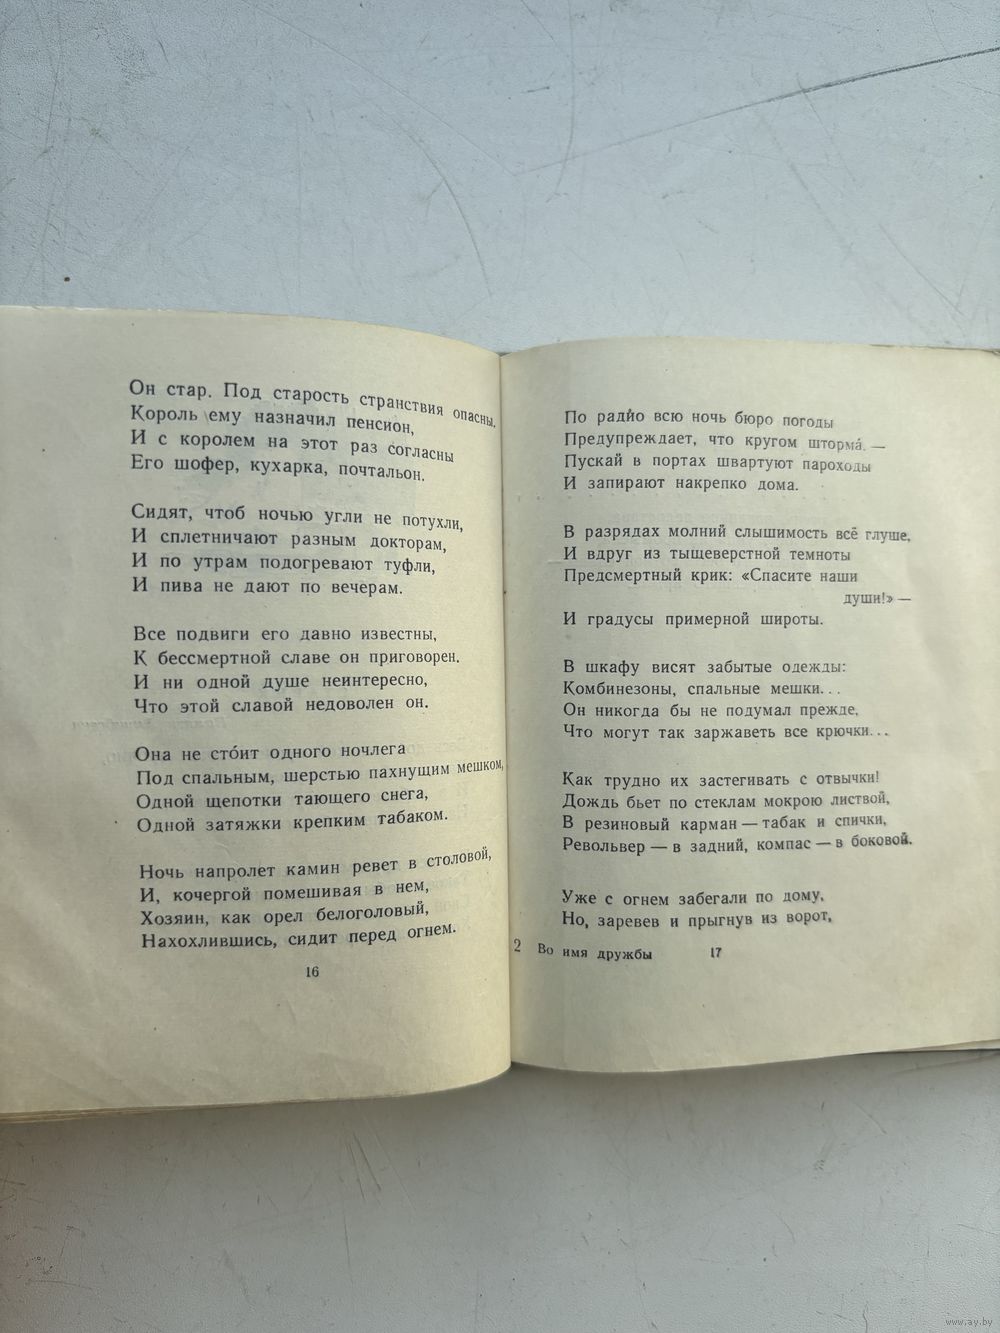 Он стар. Под старость странствия опасны.
Король ему назначил пенсион,
И с королем на этот раз согласны
Его шофер, кухарка, почтальон.
Сидят, чтоб ночью угли не потухли,
И сплетничают разным докторам,
И по утрам подогревают туфли,
И пива не дают по вечерам.
Все подвиги его давно известны,
К бессмертной славе он приговорен.
И ни одной душе неинтересно,
Что этой славой недоволен он.
Она не сто́ит одного ночлега
Под спальным, шерстью пахнущим мешком,
Одной щепотки тающего снега,
Одной затяжки крепким табаком.
Ночь напролет камин ревет в столовой,
И, кочергой помешивая в нем,
Хозяин, как орел белоголовый,
Нахохлившись, сидит перед огнем.
16
По радио всю ночь бюро погоды
Предупреждает, что кругом шторма́, —
Пускай в портах швартуют пароходы
И запирают накрепко дома.
В разрядах молний слышимость всё глуше,
И вдруг из тыщеверстной темноты
Предсмертный крик: «Спасите наши
души!» —
И градусы примерной широты.
В шкафу висят забытые одежды:
Комбинезоны, спальные мешки...
Он никогда бы не подумал прежде,
Что могут так заржаветь все крючки...
Как трудно их застегивать с отвычки!
Дождь бьет по стеклам мокрою листвой,
В резиновый карман — табак и спички,
Револьвер — в задний, компас — в боковой.
Уже с огнем забегали по дому,
Но, заревев и прыгнув из ворот,
2 Во имя дружбы 17
www.ay.by